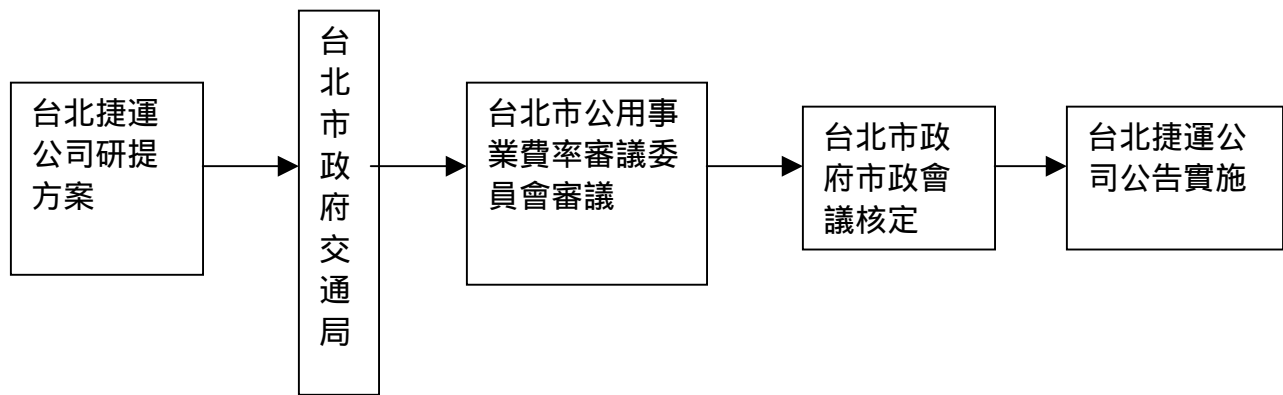 台北捷運
公司研提
方案
台北市政府交通局
台北市公用事
業費率審議委
員會審議
台北市政
府市政會
議核定
台北捷運公
司公告實施